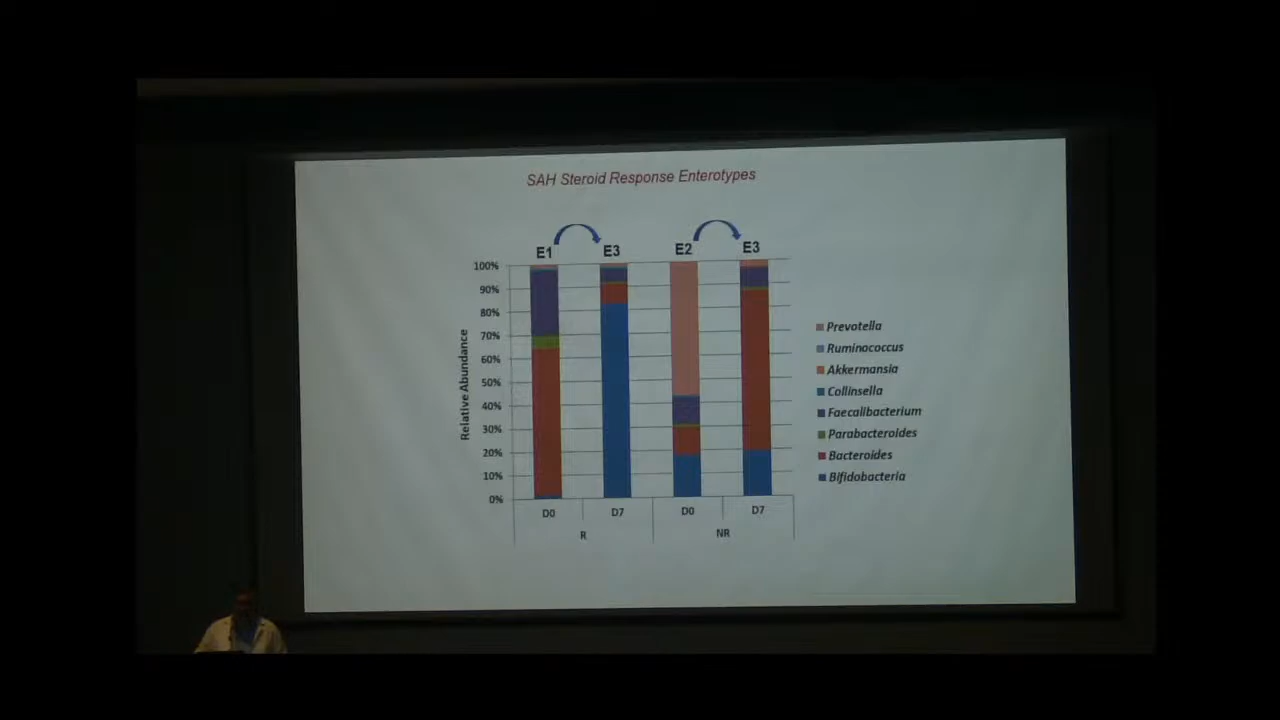 SAH Steroid Response Enterotypes
E1 E3 E2 E3
100%
90%
80%
70%
60%
50%
40%
30%
20%
10%
0%
Relative Abundance
D0 D7 D0 D7
R NR
Prevotella
Ruminococcus
Akkermansia
Collinsella
Faecalibacterium
Parabacteroides
Bacteroides
Bifidobacteria